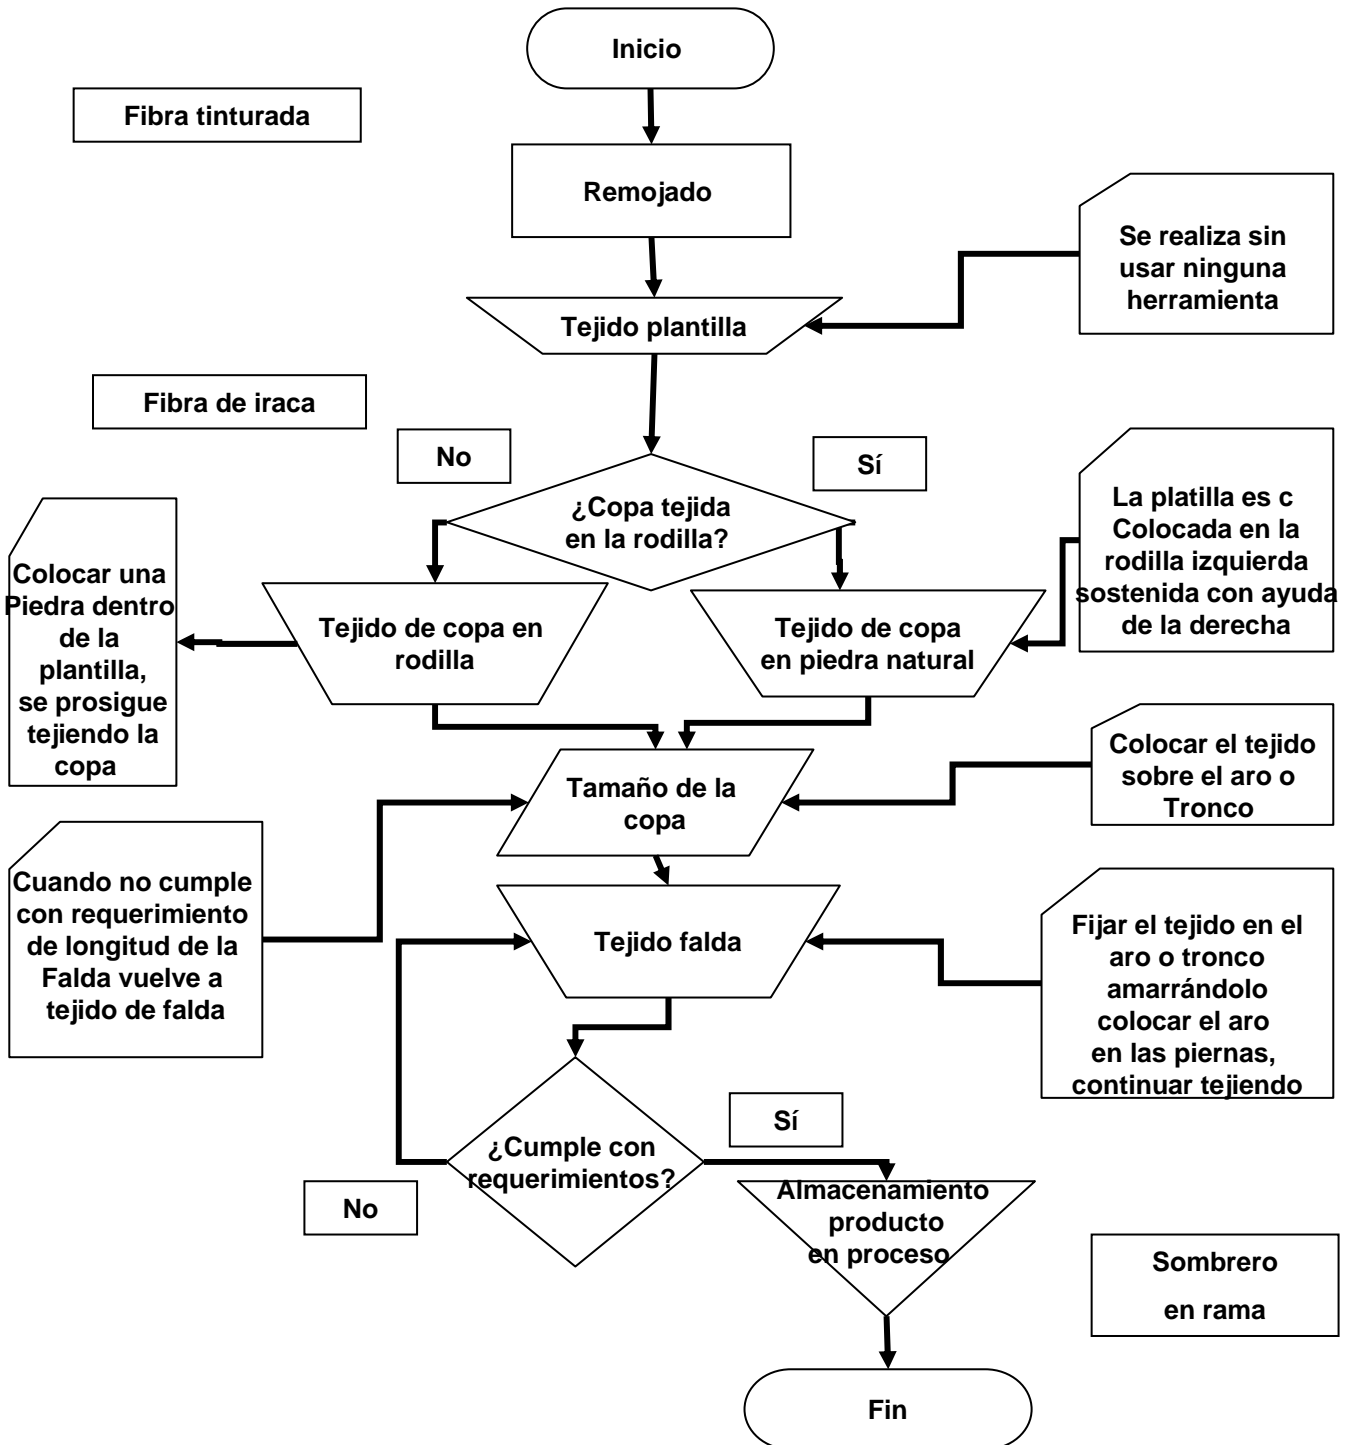 Inicio
Fibra tinturada
Remojado
Se realiza sin
usar ninguna
herramienta
Tejido plantilla
Fibra de iraca
No
Sí
¿Copa tejida
en la rodilla?
La platilla es c
Colocada en la
rodilla izquierda
sostenida con ayuda
de la derecha
Colocar una
Piedra dentro
de la
plantilla,
se prosigue
tejiendo la
copa
Tejido de copa en
rodilla
Tejido de copa
en piedra natural
Colocar el tejido
sobre el aro o
Tronco
Tamaño de la
copa
Cuando no cumple
con requerimiento
de longitud de la
Falda vuelve a
tejido de falda
Tejido falda
Fijar el tejido en el
aro o tronco
amarrándolo
colocar el aro
en las piernas,
continuar tejiendo
¿Cumple con
requerimientos?
Sí
No
Almacenamiento
producto
en proceso
Sombrero
en rama
Fin